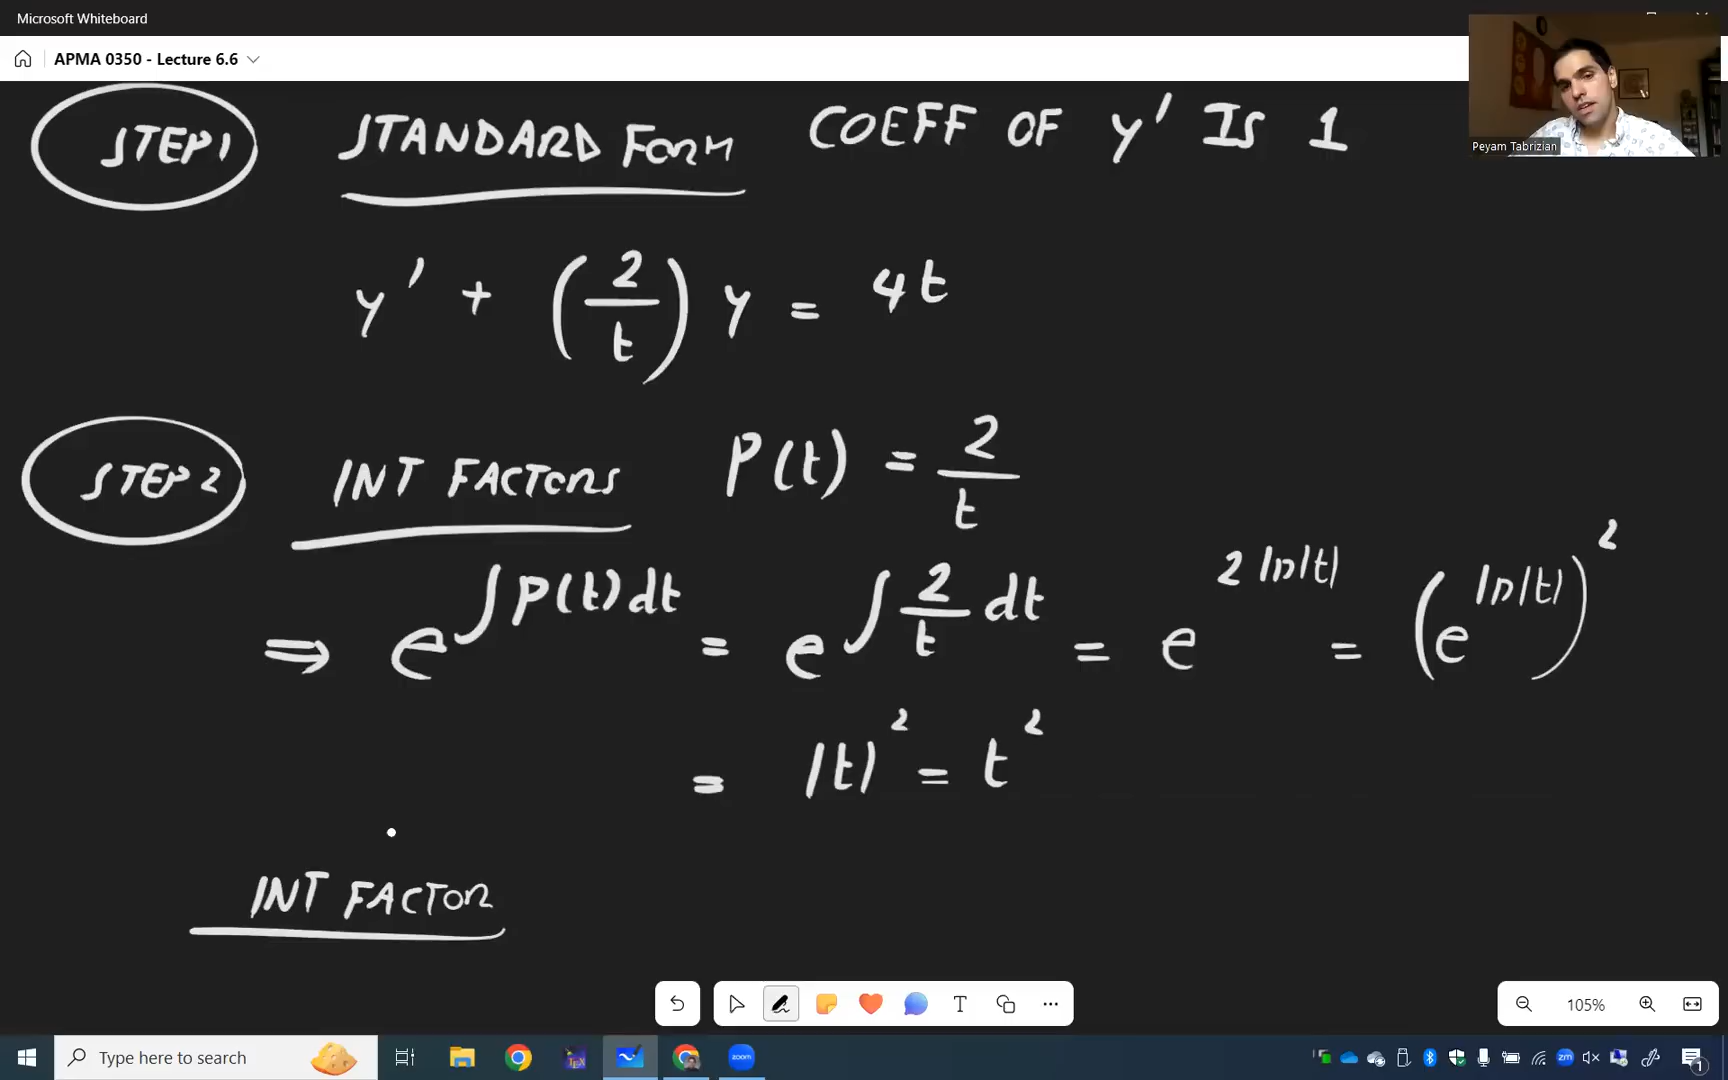 Microsoft Whiteboard
APMA 0350 - Lecture 6.6
Peyam Tabrizian
STEP 1 STANDARD FORM COEFF OF y' IS 1
y' + (2/t) y = 4t
STEP 2 INT FACTORS P(t) = 2/t
⇒ e^∫P(t)dt = e^∫2/t dt = e^2 ln|t| = (e^ln|t|)^2
= |t|^2 = t^2
INT FACTOR
105%
Type here to search
zoom